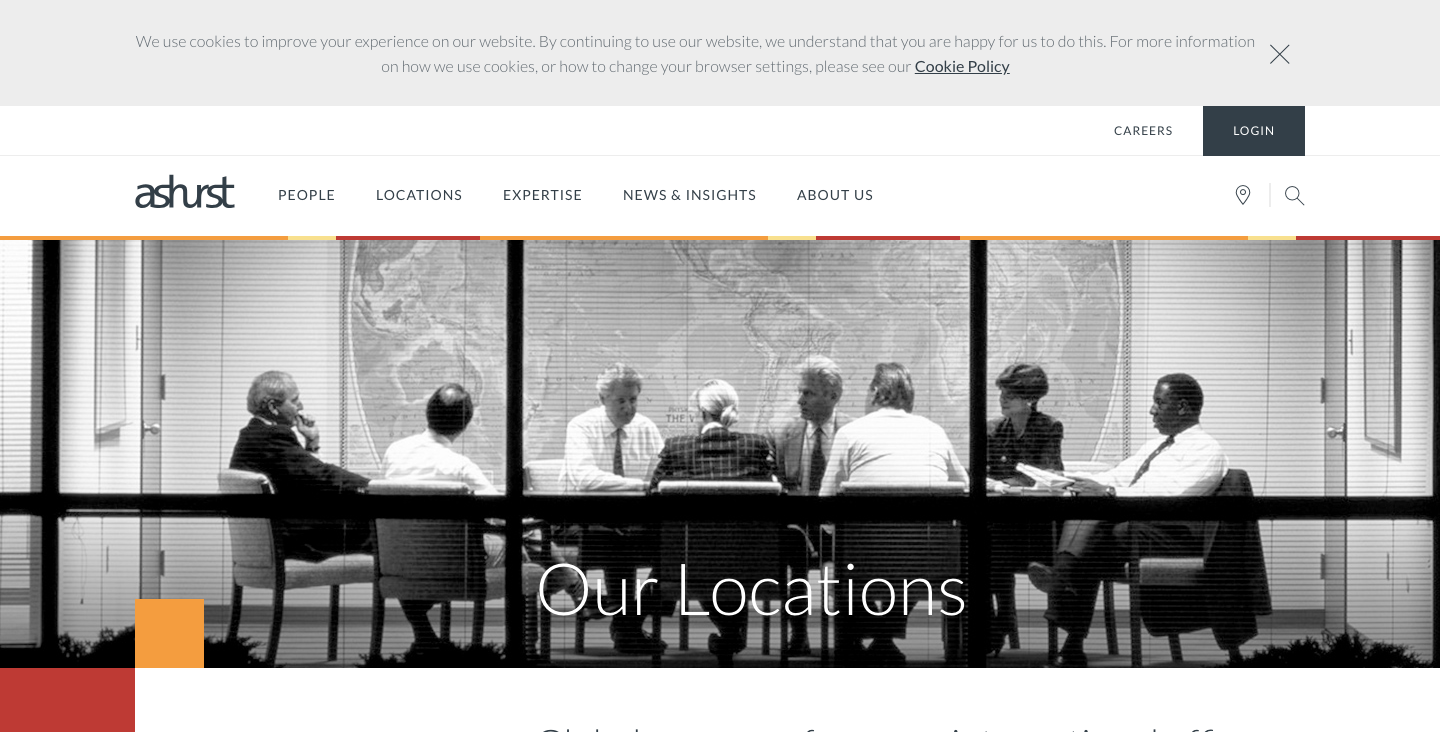 We use cookies to improve your experience on our website. By continuing to use our website, we understand that you are happy for us to do this. For more information
on how we use cookies, or how to change your browser settings, please see our Cookie Policy
CAREERS
LOGIN
ashurst
PEOPLE
LOCATIONS
EXPERTISE
NEWS & INSIGHTS
ABOUT US
Our Locations